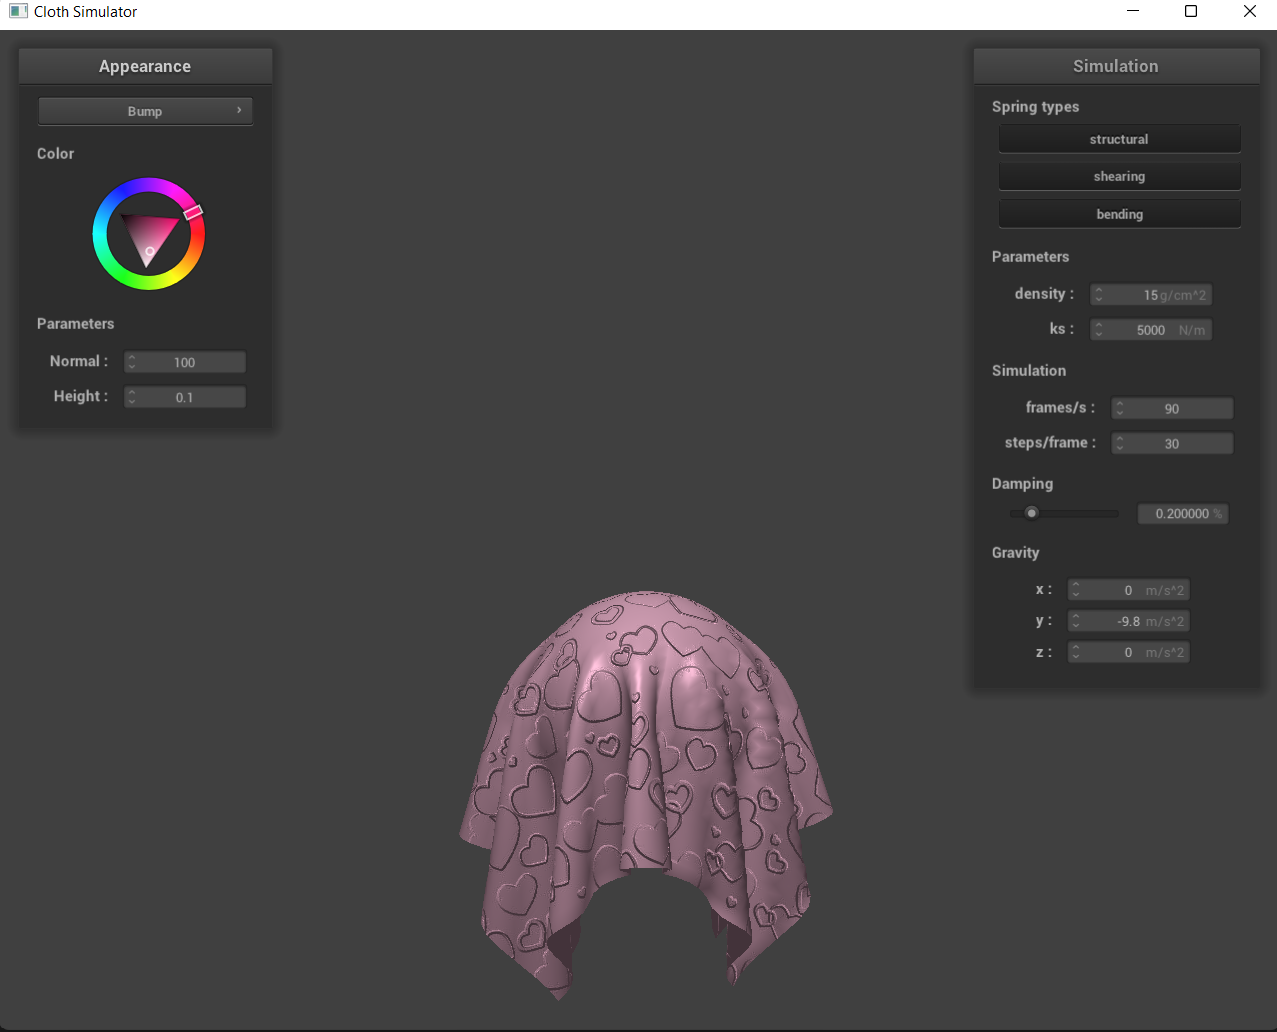 Cloth Simulator
Appearance
Bump
Color
Parameters
Normal : 100
Height : 0.1
Simulation
Spring types
structural
shearing
bending
Parameters
density : 15 g/cm^2
ks : 5000 N/m
Simulation
frames/s : 90
steps/frame : 30
Damping
0.200000 %
Gravity
x : 0 m/s^2
y : -9.8 m/s^2
z : 0 m/s^2